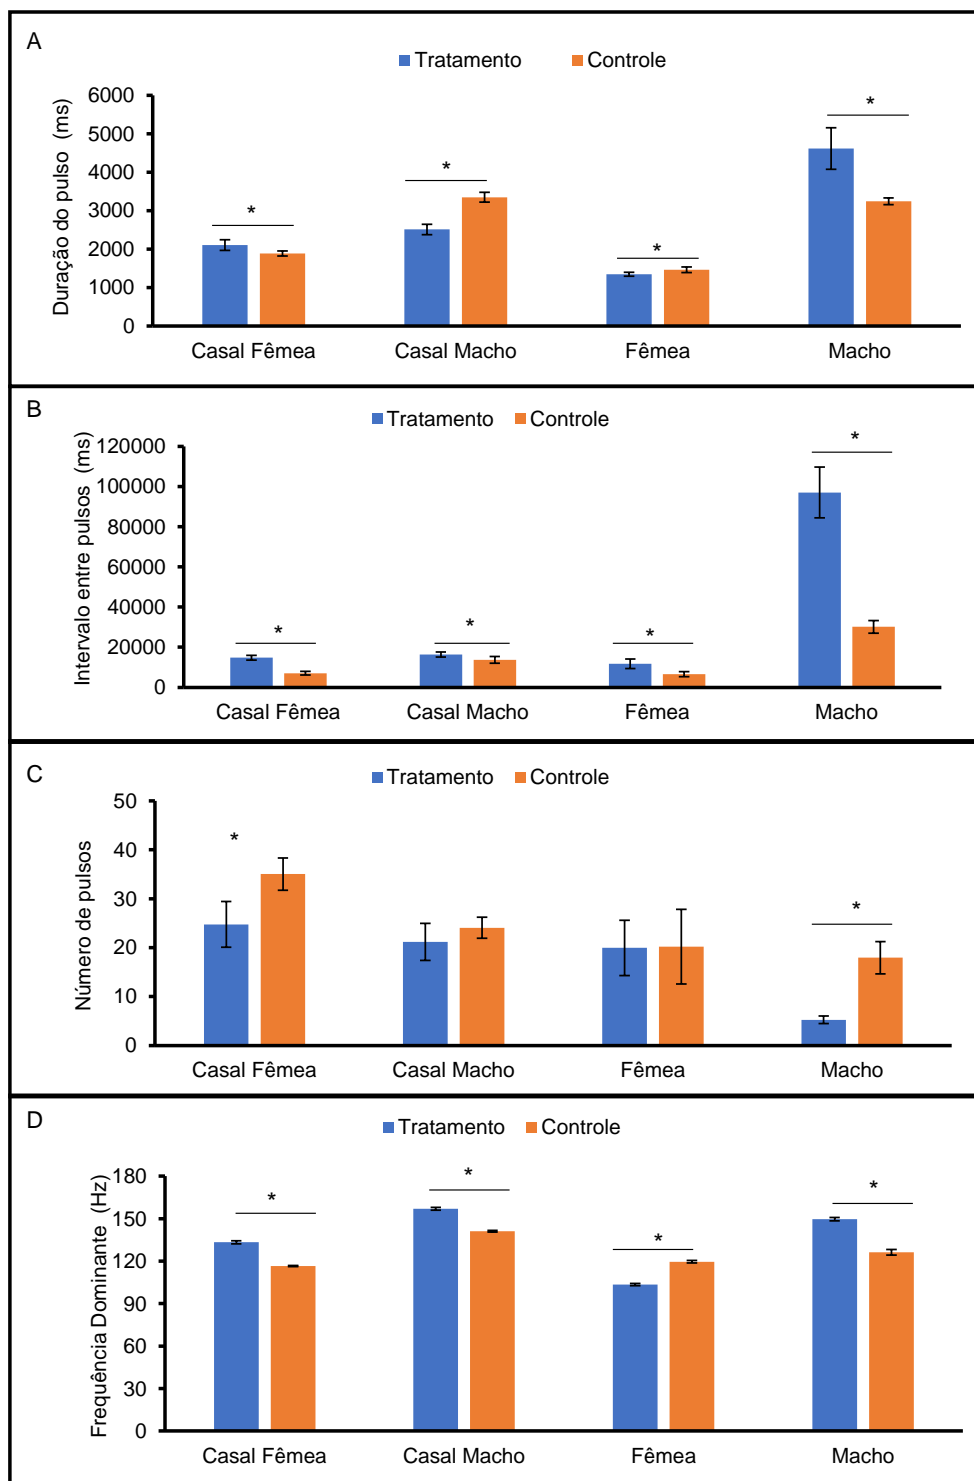 A
Tratamento Controle
Duração do pulso (ms)
6000
5000
4000
3000
2000
1000
0
*
*
*
*
Casal Fêmea Casal Macho Fêmea Macho
B
Tratamento Controle
Intervalo entre pulsos (ms)
120000
100000
80000
60000
40000
20000
0
*
*
*
*
Casal Fêmea Casal Macho Fêmea Macho
C
Tratamento Controle
Número de pulsos
50
40
30
20
10
0
*
*
Casal Fêmea Casal Macho Fêmea Macho
D
Tratamento Controle
Frequência Dominante (Hz)
180
150
120
90
60
30
0
*
*
*
*
Casal Fêmea Casal Macho Fêmea Macho